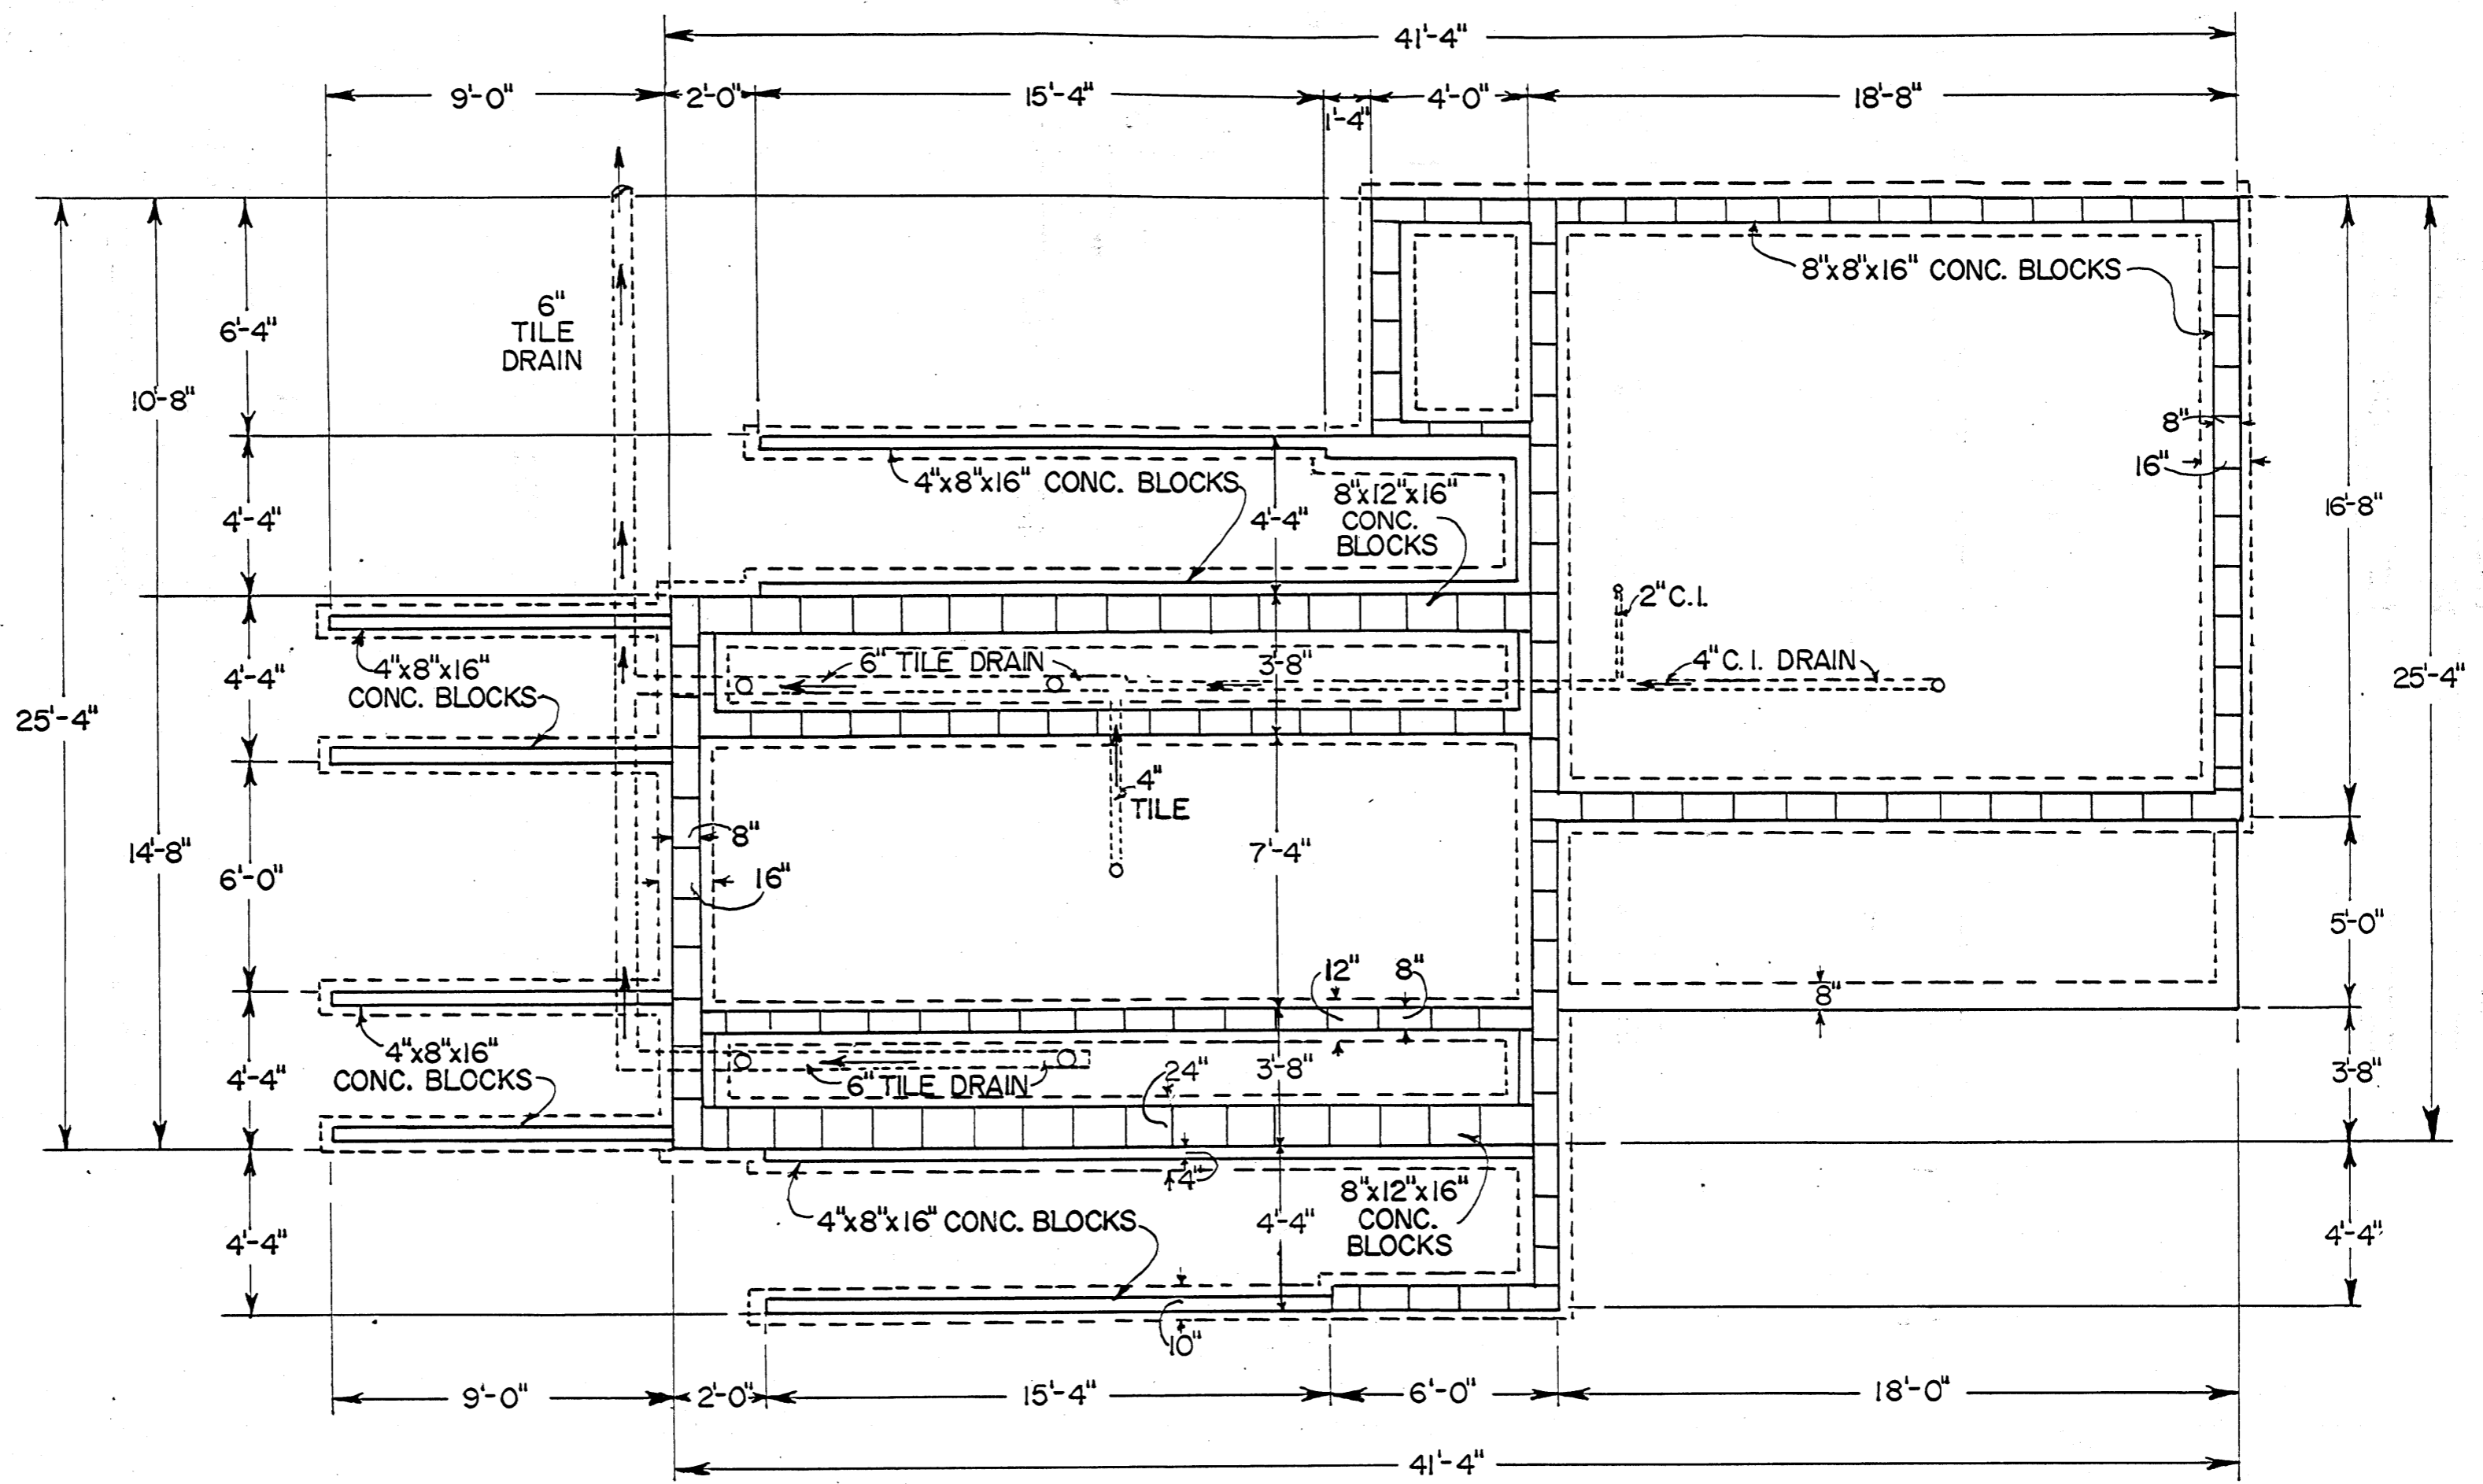 41'-4"
9'-0"
2'-0"
15'-4"
1'-4"
4'-0"
18'-8"
8"x8"x16" CONC. BLOCKS
6"
TILE
DRAIN
6'-4"
10'-8"
8"
16"
4"x8"x16" CONC. BLOCKS
8"x12"x16"
CONC.
BLOCKS
4'-4"
4'-4"
16'-8"
2" C.I.
4"x8"x16"
CONC. BLOCKS
4'-4"
6" TILE DRAIN
3'-8"
4" C.I. DRAIN
25'-4"
25'-4"
4"
TILE
8"
14'-8"
7'-4"
6'-0"
16"
5'-0"
12"
8"
8"
4"x8"x16"
CONC. BLOCKS
4'-4"
6" TILE DRAIN
24"
3'-8"
3'-8"
4"
4"x8"x16" CONC. BLOCKS
8"x12"x16"
CONC.
BLOCKS
4'-4"
4'-4"
4'-4"
10"
9'-0"
2'-0"
15'-4"
6'-0"
18'-0"
41'-4"